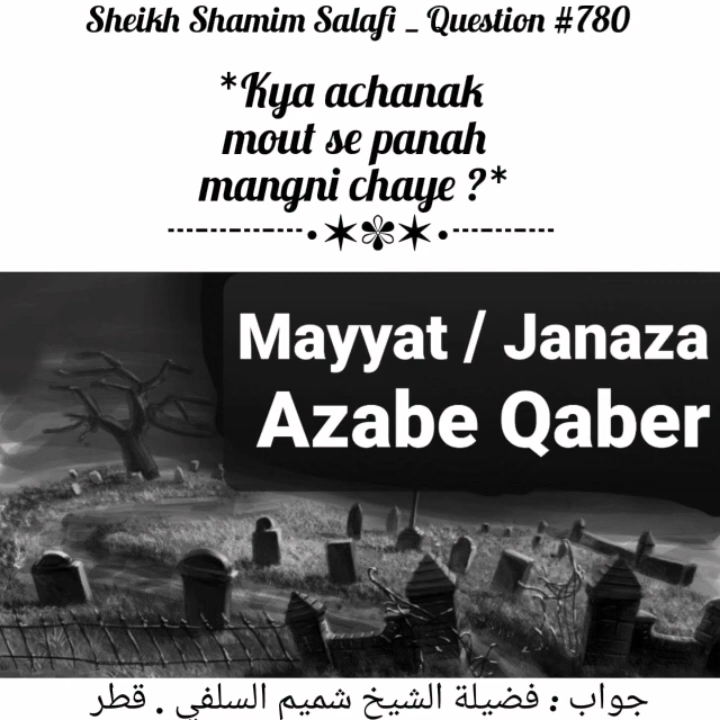 Sheikh Shamim Salafi _ Question #780
*Kya achanak
mout se panah
mangni chaye ?*
┄┅┄┅┄┅┄┅┄┅•✶✽✶•┄┅┄┅┄┅┄┅
Mayyat / Janaza
Azabe Qaber
جواب : فضيلة الشيخ شميم السلفي . قطر